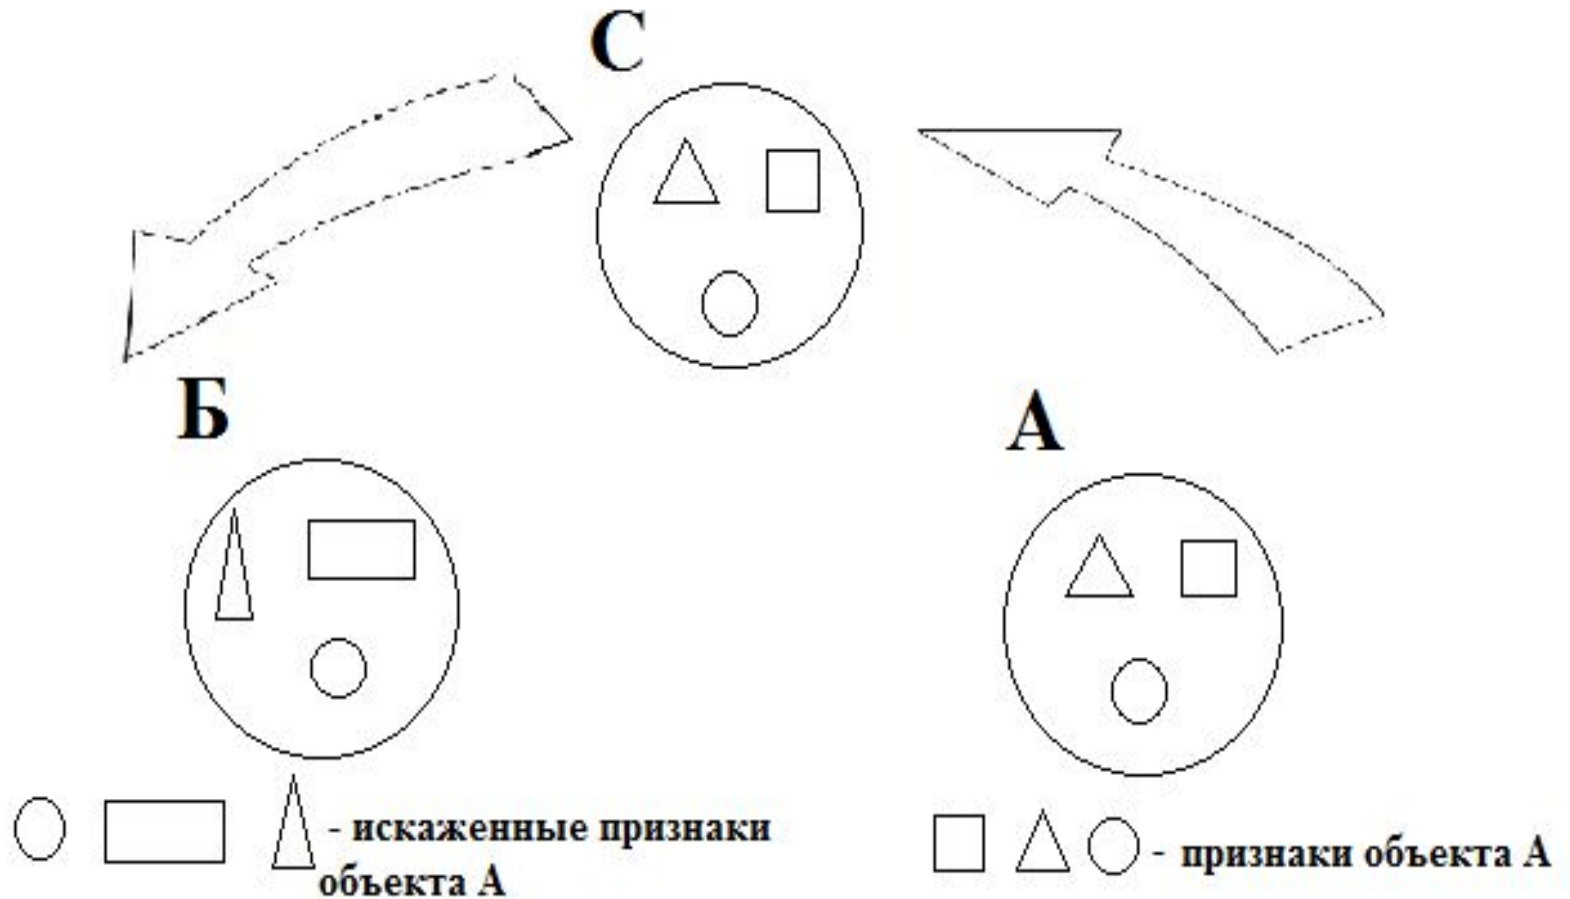 С
Б
А
- искаженные признаки
объекта А
- признаки объекта А